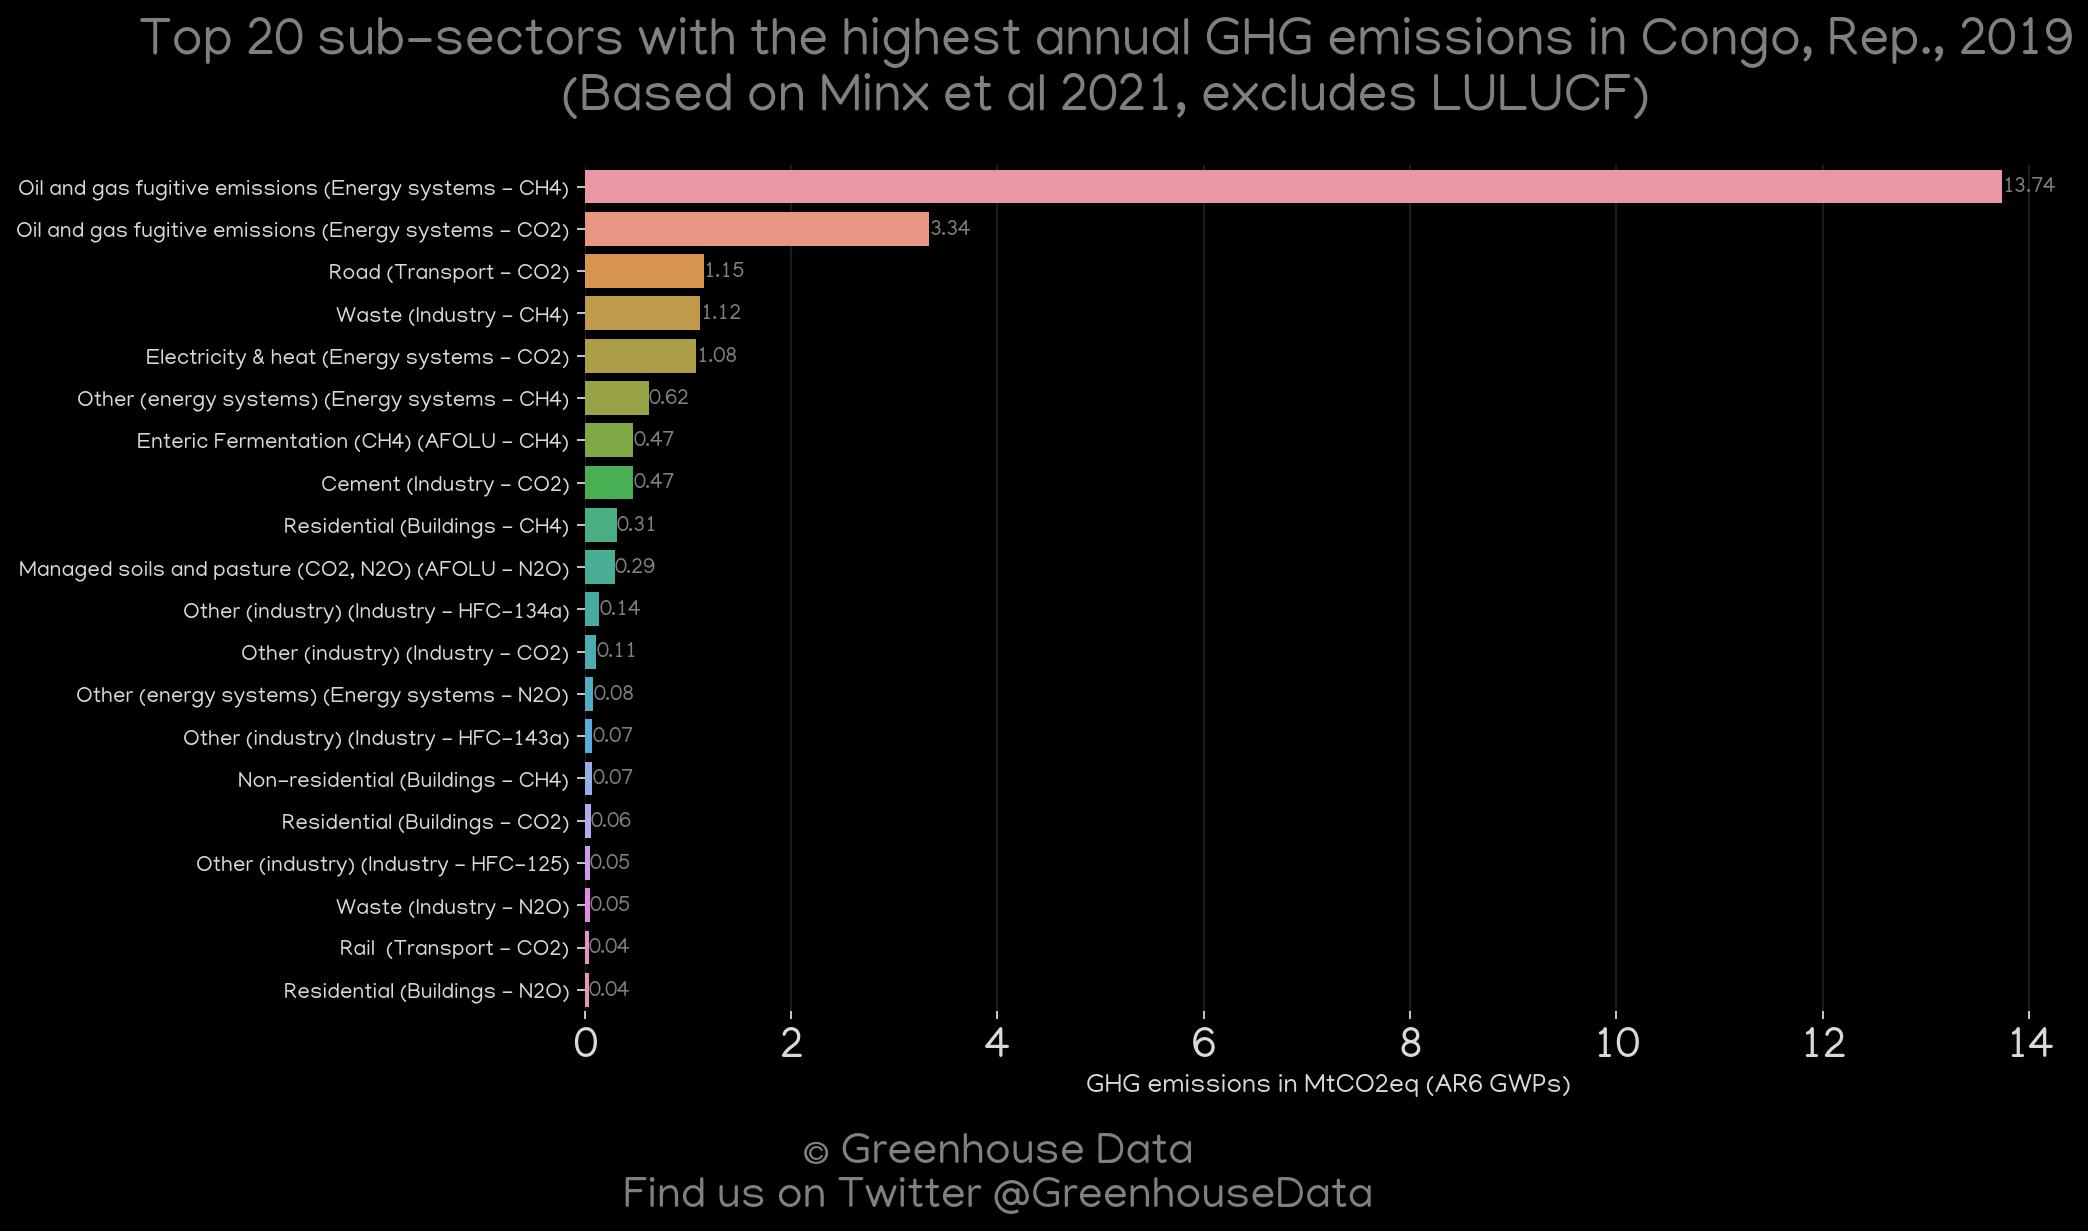 Top 20 sub-sectors with the highest annual GHG emissions in Congo, Rep., 2019
(Based on Minx et al 2021, excludes LULUCF)
Oil and gas fugitive emissions (Energy systems - CH4) 13.74
Oil and gas fugitive emissions (Energy systems - CO2) 3.34
Road (Transport - CO2) 1.15
Waste (Industry - CH4) 1.12
Electricity & heat (Energy systems - CO2) 1.08
Other (energy systems) (Energy systems - CH4) 0.62
Enteric Fermentation (CH4) (AFOLU - CH4) 0.47
Cement (Industry - CO2) 0.47
Residential (Buildings - CH4) 0.31
Managed soils and pasture (CO2, N2O) (AFOLU - N2O) 0.29
Other (industry) (Industry - HFC-134a) 0.14
Other (industry) (Industry - CO2) 0.11
Other (energy systems) (Energy systems - N2O) 0.08
Other (industry) (Industry - HFC-143a) 0.07
Non-residential (Buildings - CH4) 0.07
Residential (Buildings - CO2) 0.06
Other (industry) (Industry - HFC-125) 0.05
Waste (Industry - N2O) 0.05
Rail  (Transport - CO2) 0.04
Residential (Buildings - N2O) 0.04
0 2 4 6 8 10 12 14
GHG emissions in MtCO2eq (AR6 GWPs)
© Greenhouse Data
Find us on Twitter @GreenhouseData